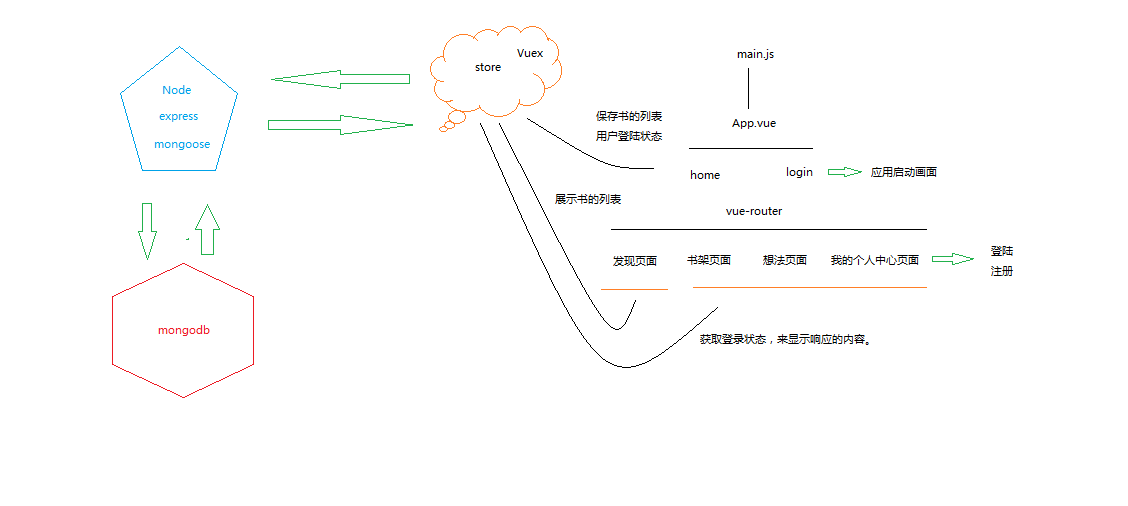 Node
express
mongoose
mongodb
store
Vuex
main.js
App.vue
保存书的列表
用户登陆状态
home
login
应用启动画面
展示书的列表
vue-router
发现页面
书架页面
想法页面
我的个人中心页面
登陆
注册
获取登录状态，来显示响应的内容。